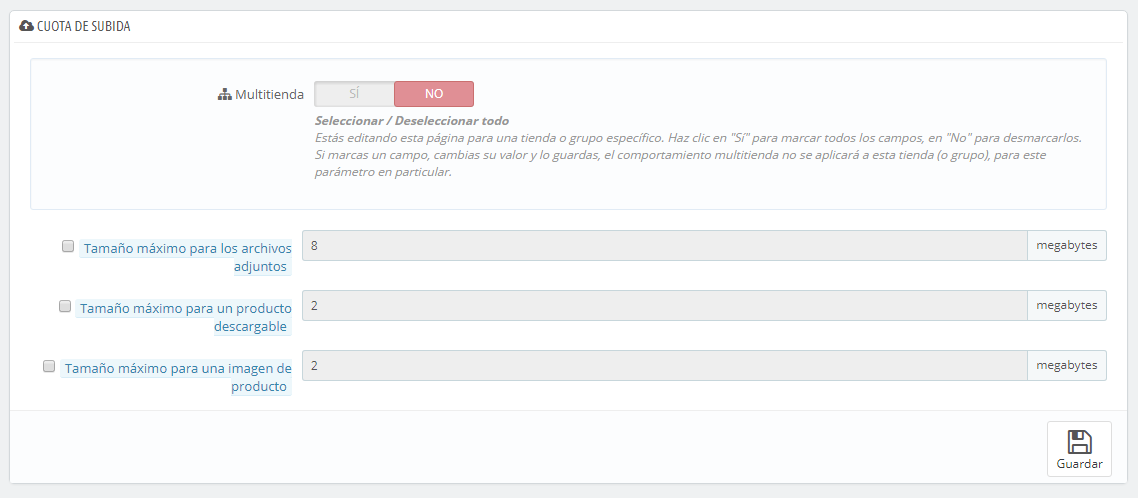 CUOTA DE SUBIDA
Multitienda
SÍ
NO
Seleccionar / Deseleccionar todo
Estás editando esta página para una tienda o grupo específico. Haz clic en "Sí" para marcar todos los campos, en "No" para desmarcarlos.
Si marcas un campo, cambias su valor y lo guardas, el comportamiento multitienda no se aplicará a esta tienda (o grupo), para este
parámetro en particular.
Tamaño máximo para los archivos
adjuntos
8
megabytes
Tamaño máximo para un producto
descargable
2
megabytes
Tamaño máximo para una imagen de
producto
2
megabytes
Guardar